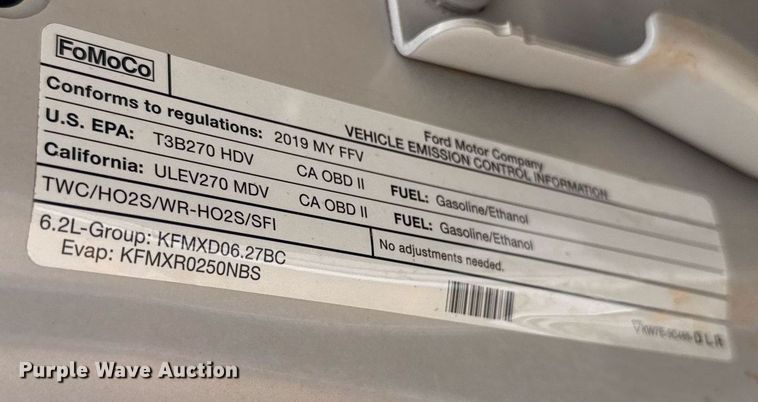 FoMoCo
Ford Motor Company
VEHICLE EMISSION CONTROL INFORMATION
Conforms to regulations: 2019 MY FFV
U.S. EPA: T3B270 HDV CA OBD II FUEL: Gasoline/Ethanol
California: ULEV270 MDV CA OBD II FUEL: Gasoline/Ethanol
TWC/HO2S/WR-HO2S/SFI
No adjustments needed.
6.2L-Group: KFMXD06.27BC
Evap: KFMXR0250NBS
Purple Wave Auction